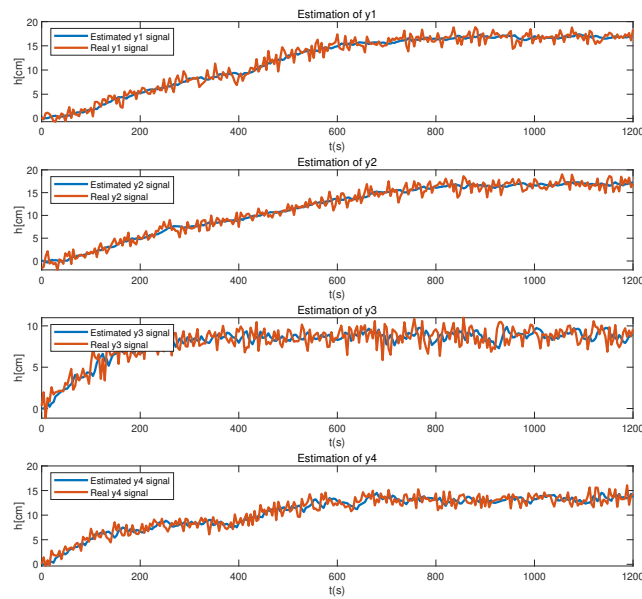 Estimation of y1
20
15
10
5
0
h[cm]
Estimated y1 signal
Real y1 signal
0 200 400 600 800 1000 1200
t(s)
Estimation of y2
20
15
10
5
0
h[cm]
Estimated y2 signal
Real y2 signal
0 200 400 600 800 1000 1200
t(s)
Estimation of y3
10
5
0
h[cm]
Estimated y3 signal
Real y3 signal
0 200 400 600 800 1000 1200
t(s)
Estimation of y4
20
15
10
5
0
h[cm]
Estimated y4 signal
Real y4 signal
0 200 400 600 800 1000 1200
t(s)